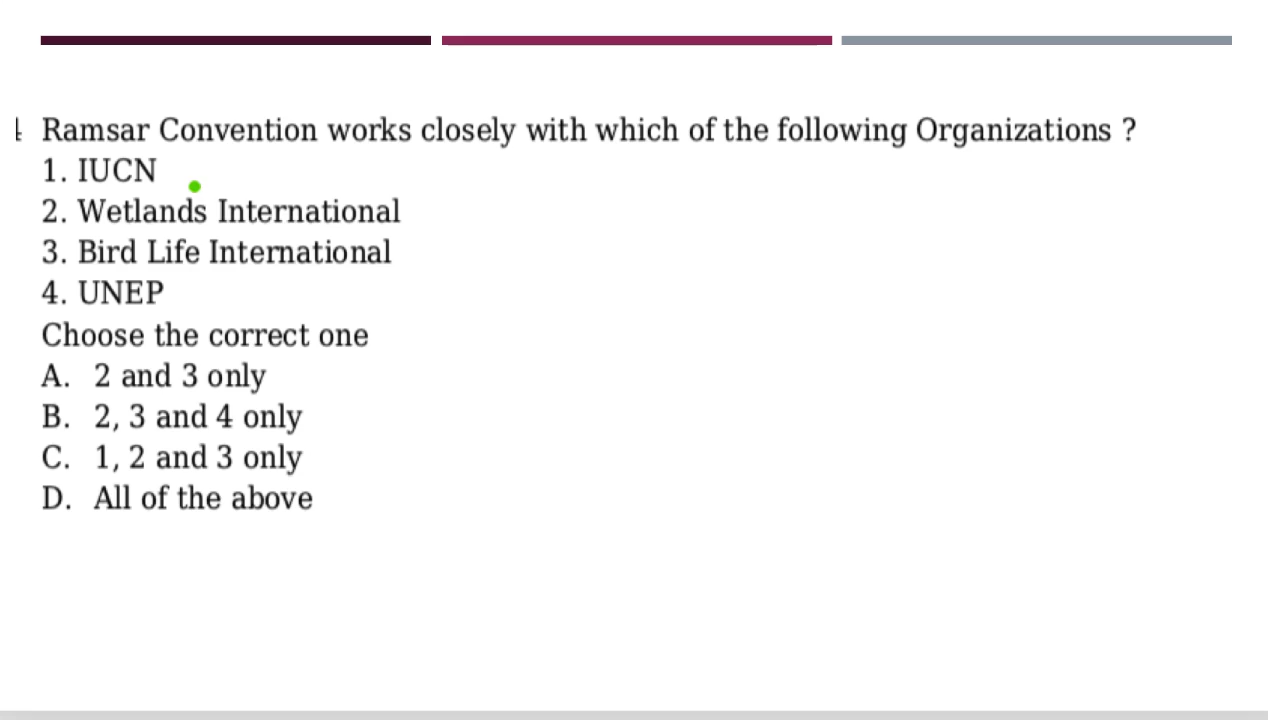 Ramsar Convention works closely with which of the following Organizations ?
1. IUCN
2. Wetlands International
3. Bird Life International
4. UNEP
Choose the correct one
A. 2 and 3 only
B. 2, 3 and 4 only
C. 1, 2 and 3 only
D. All of the above